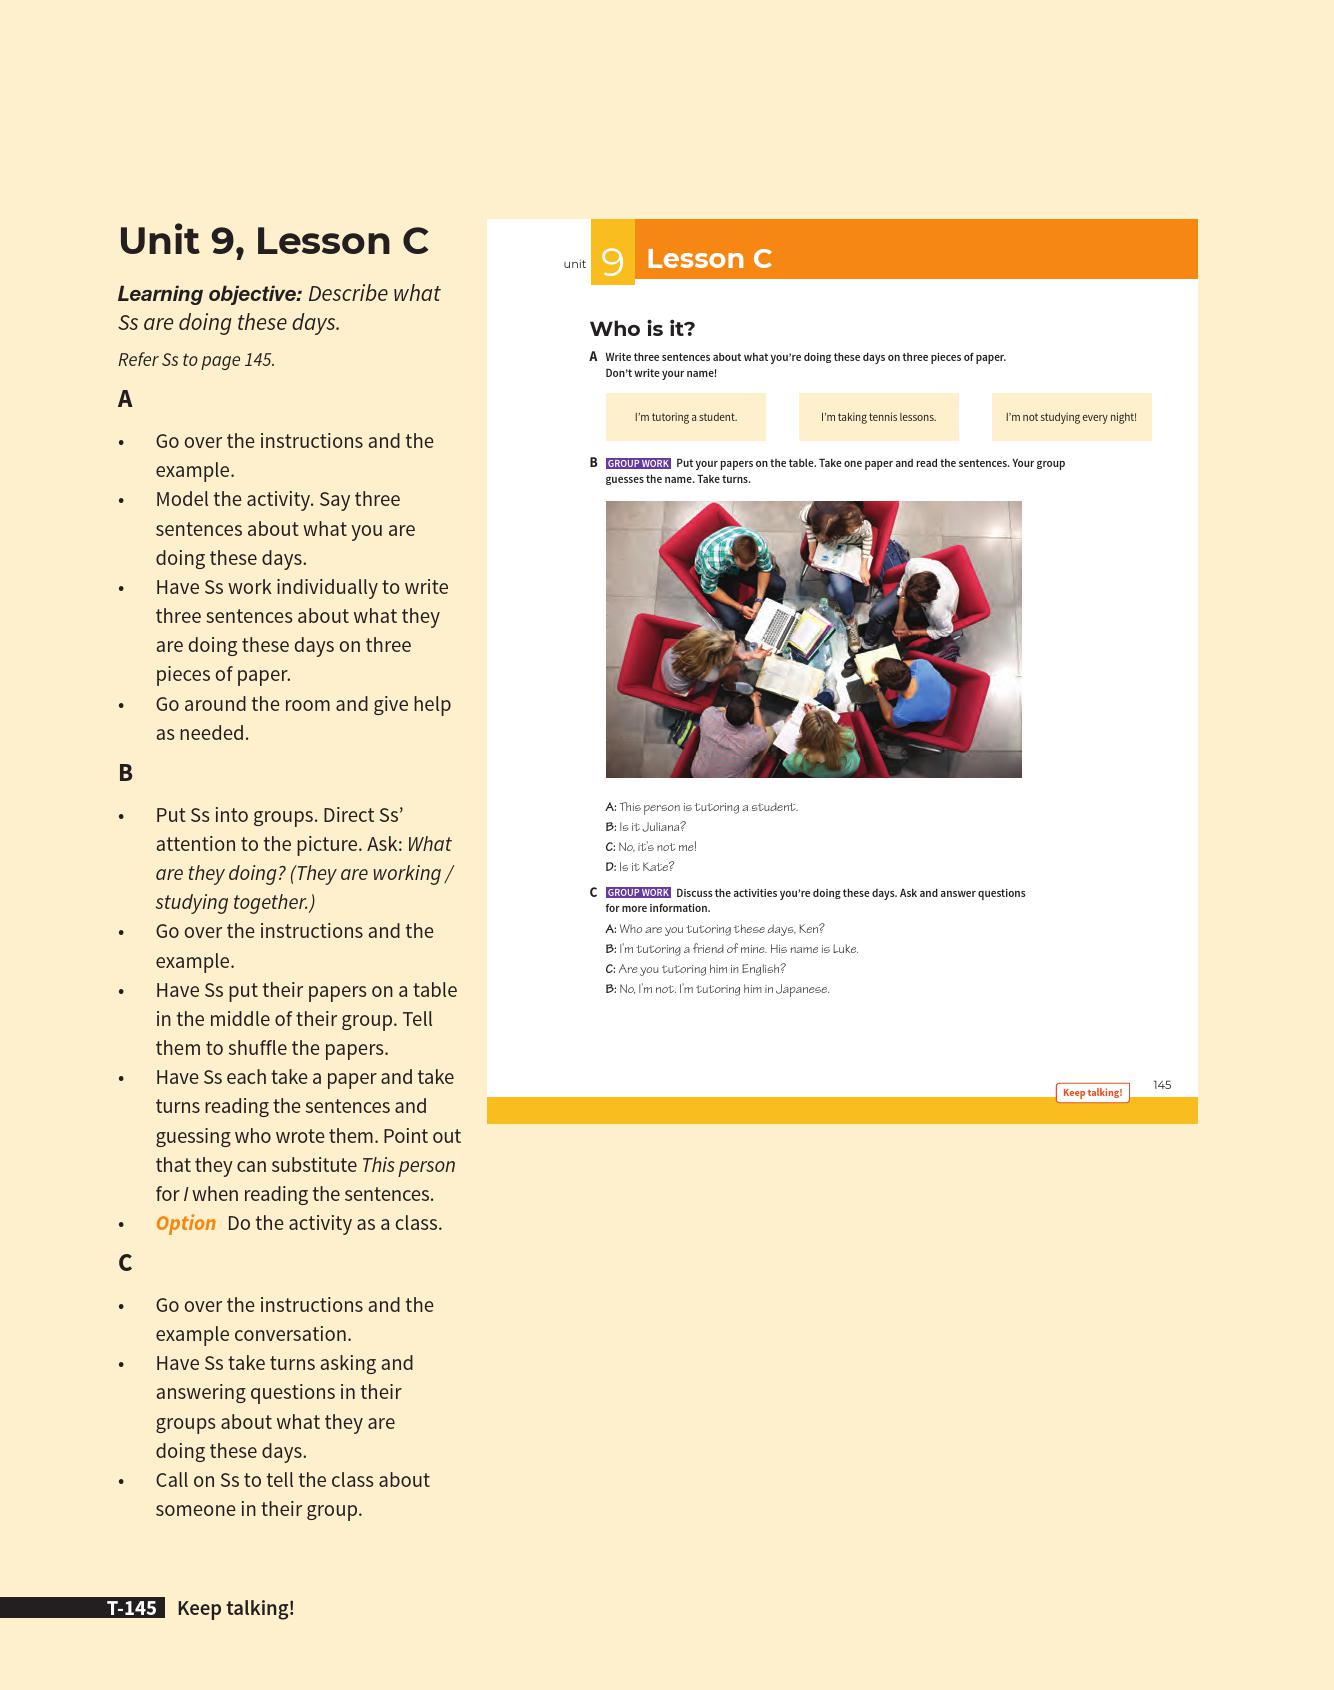 Unit 9, Lesson C
Learning objective: Describe what
Ss are doing these days.
Refer Ss to page 145.
A
• Go over the instructions and the
example.
• Model the activity. Say three
sentences about what you are
doing these days.
• Have Ss work individually to write
three sentences about what they
are doing these days on three
pieces of paper.
• Go around the room and give help
as needed.
B
• Put Ss into groups. Direct Ss’
attention to the picture. Ask: What
are they doing? (They are working /
studying together.)
• Go over the instructions and the
example.
• Have Ss put their papers on a table
in the middle of their group. Tell
them to shuffle the papers.
• Have Ss each take a paper and take
turns reading the sentences and
guessing who wrote them. Point out
that they can substitute This person
for I when reading the sentences.
• Option Do the activity as a class.
C
• Go over the instructions and the
example conversation.
• Have Ss take turns asking and
answering questions in their
groups about what they are
doing these days.
• Call on Ss to tell the class about
someone in their group.
unit 9 Lesson C
Who is it?
A Write three sentences about what you’re doing these days on three pieces of paper.
Don’t write your name!
I’m tutoring a student.
I’m taking tennis lessons.
I’m not studying every night!
B GROUP WORK Put your papers on the table. Take one paper and read the sentences. Your group
guesses the name. Take turns.
A: This person is tutoring a student.
B: Is it Juliana?
C: No, it’s not me!
D: Is it Kate?
C GROUP WORK Discuss the activities you’re doing these days. Ask and answer questions
for more information.
A: Who are you tutoring these days, Ken?
B: I’m tutoring a friend of mine. His name is Luke.
C: Are you tutoring him in English?
B: No, I’m not. I’m tutoring him in Japanese.
Keep talking! 145
T-145 Keep talking!